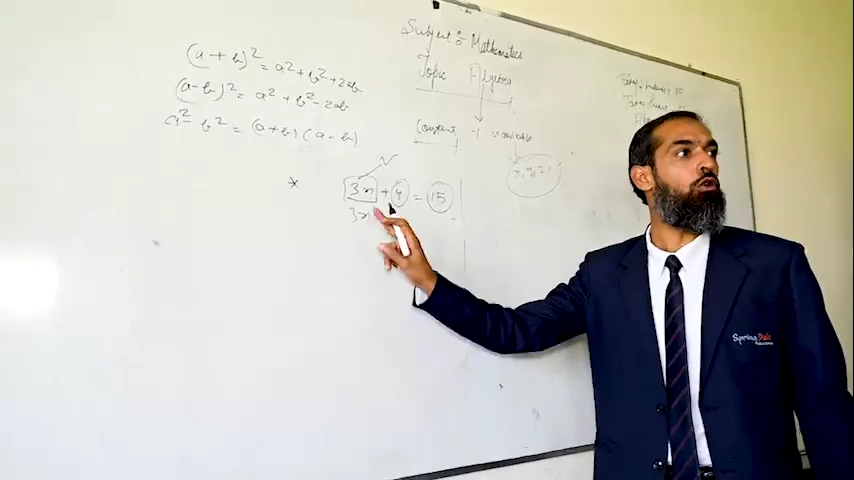 Subject : Mathematics
Topic Algebra
Constant + variable
x, y, z
(a + b)² = a² + b² + 2ab
(a - b)² = a² + b² - 2ab
a² - b² = (a + b) (a - b)
* 3x + 4 = 15
3x
Spring Dale